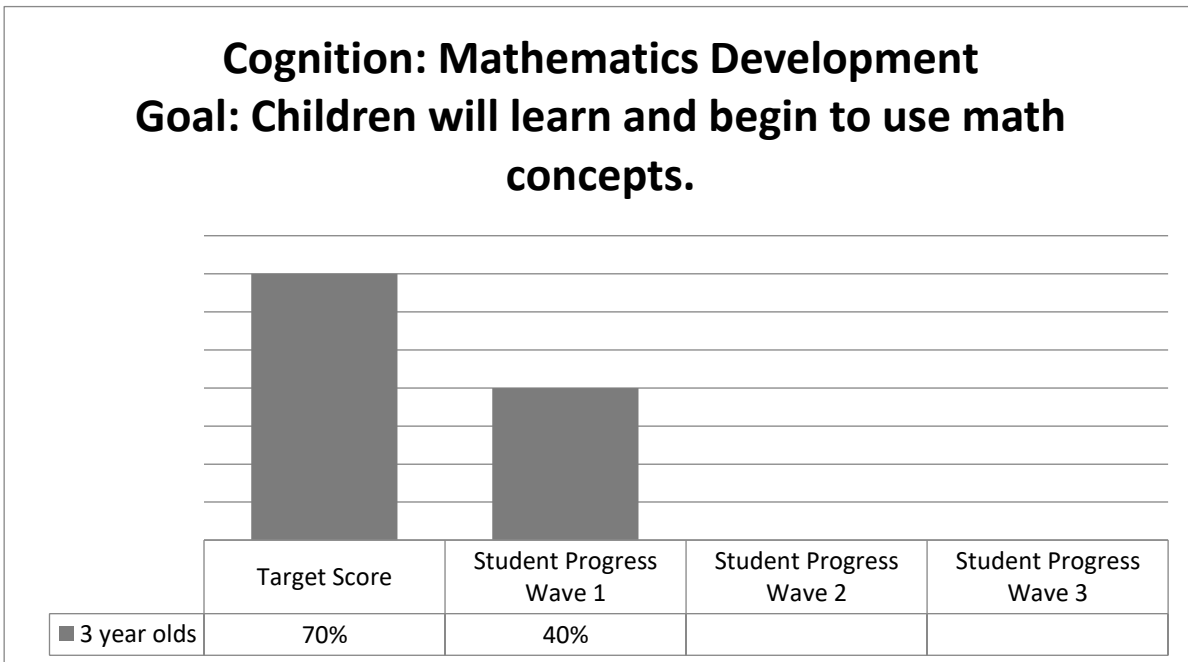 Cognition: Mathematics Development
Goal: Children will learn and begin to use math
concepts.
Target Score
Student Progress
Wave 1
Student Progress
Wave 2
Student Progress
Wave 3
3 year olds
70%
40%